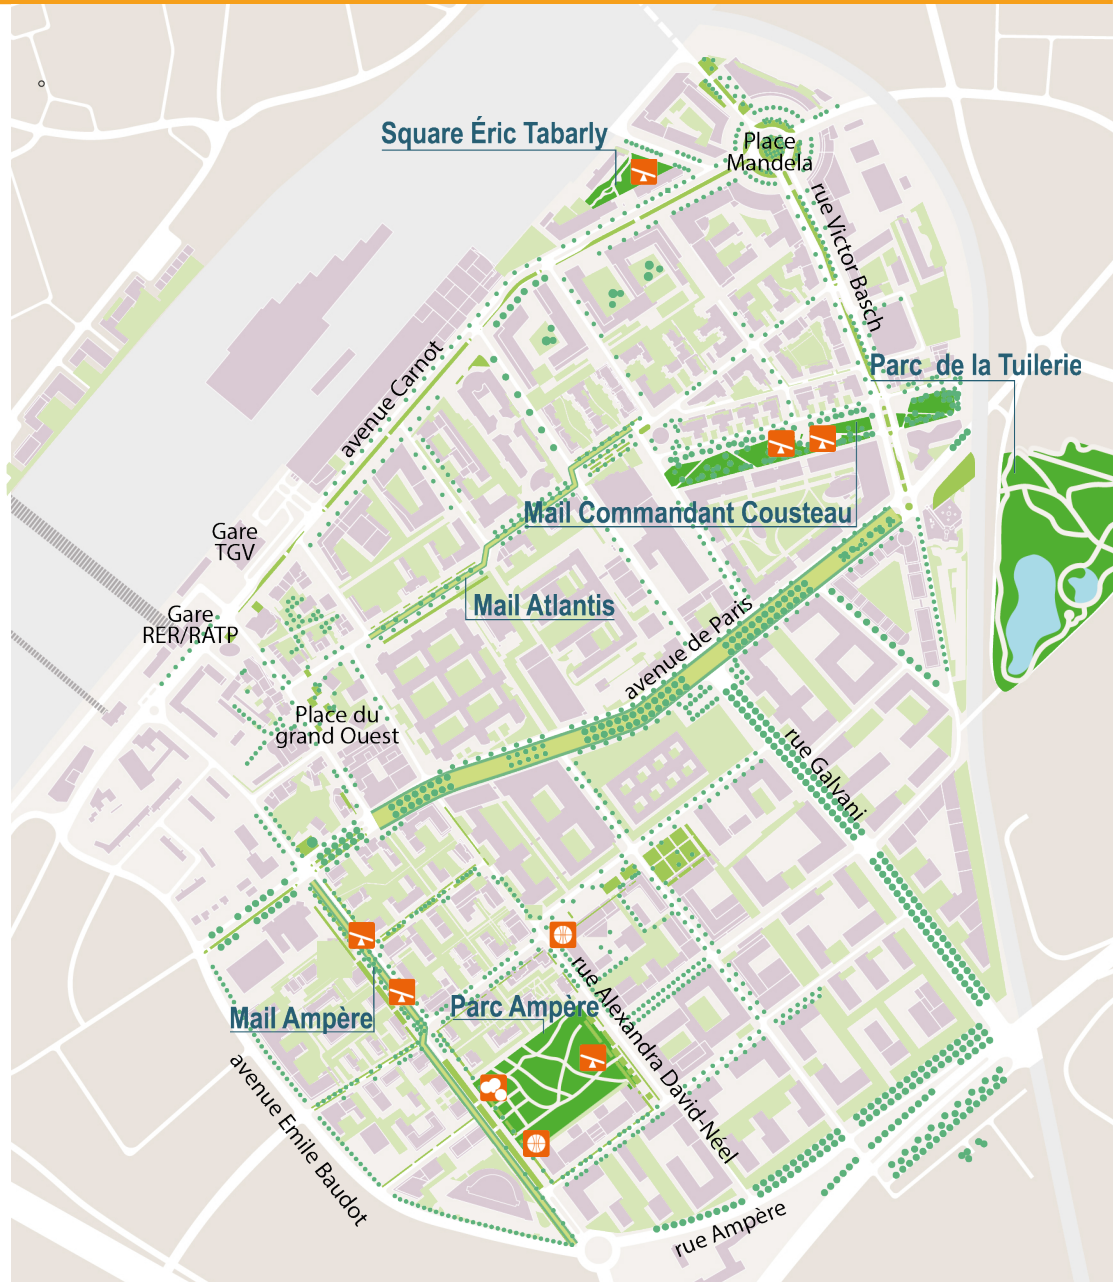 Square Éric Tabarly
Place
Mandela
rue Victor Basch
avenue Carnot
Parc de la Tuilerie
Mail Commandant Cousteau
Gare
TGV
Mail Atlantis
Gare
RER/RATP
avenue de Paris
Place du
grand Ouest
rue Galvani
Mail Ampère
Parc Ampère
rue Alexandra David-Néel
avenue Emile Baudot
rue Ampère